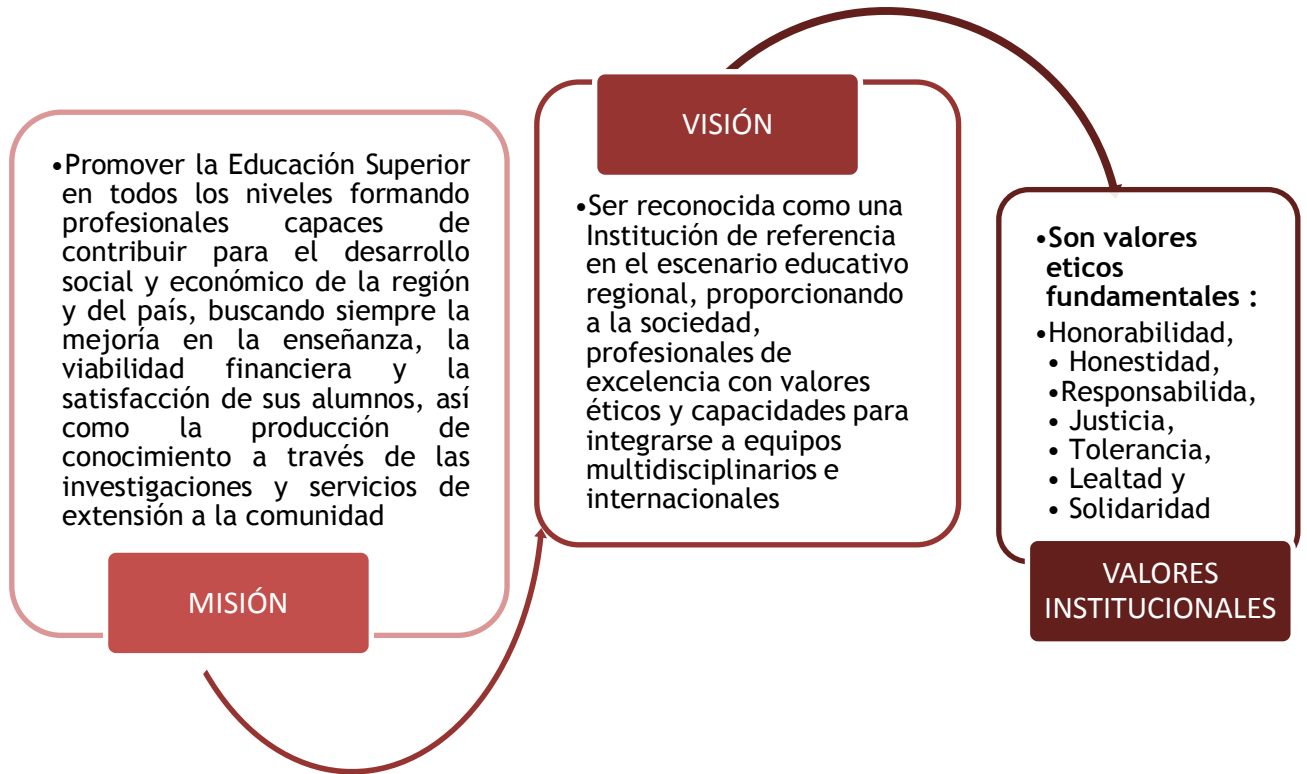 •Promover la Educación Superior
en todos los niveles formando
profesionales capaces de
contribuir para el desarrollo
social y económico de la región
y del país, buscando siempre la
mejoría en la enseñanza, la
viabilidad financiera y la
satisfacción de sus alumnos, así
como la producción de
conocimiento a través de las
investigaciones y servicios de
extensión a la comunidad
MISIÓN
VISIÓN
•Ser reconocida como una
Institución de referencia
en el escenario educativo
regional, proporcionando
a la sociedad,
profesionales de
excelencia con valores
éticos y capacidades para
integrarse a equipos
multidisciplinarios e
internacionales
•Son valores
eticos
fundamentales :
•Honorabilidad,
• Honestidad,
•Responsabilida,
• Justicia,
• Tolerancia,
• Lealtad y
• Solidaridad
VALORES
INSTITUCIONALES